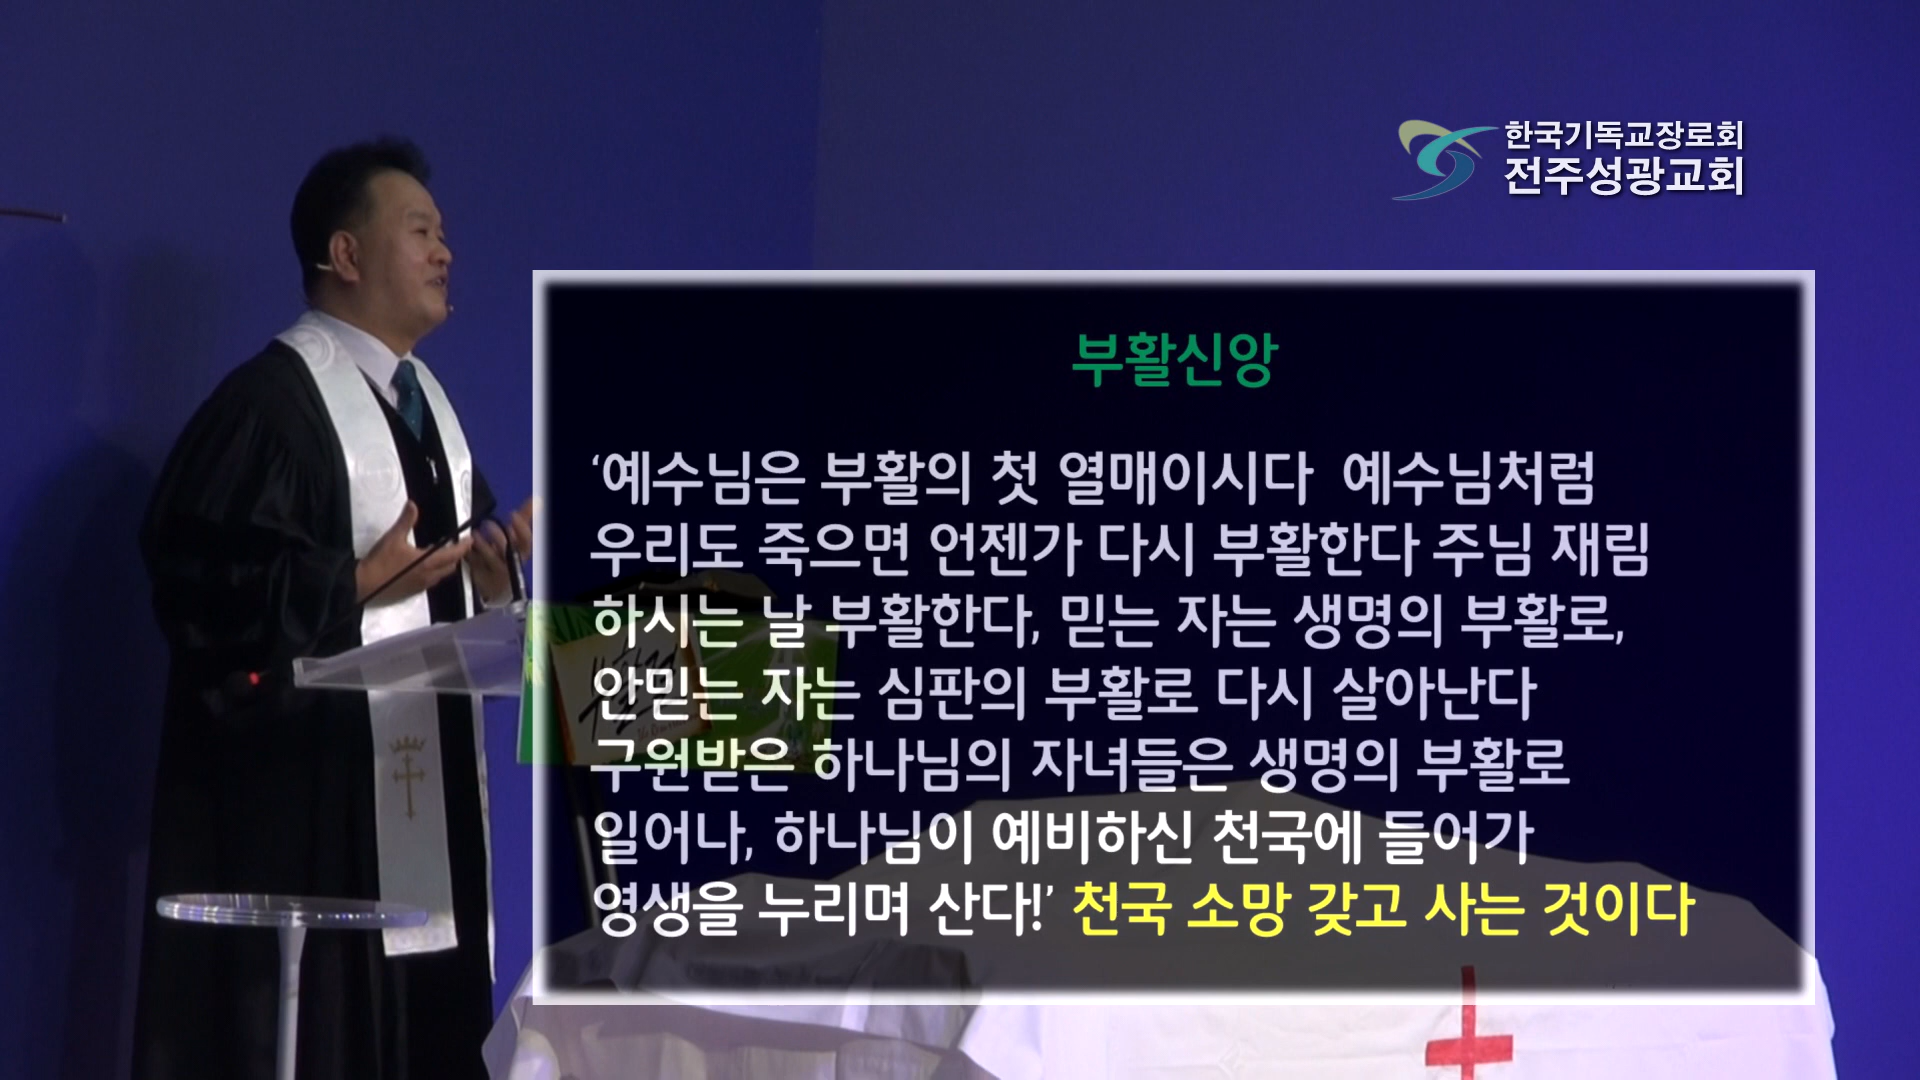 한국기독교장로회
전주성광교회
부활신앙
‘예수님은 부활의 첫 열매이시다 예수님처럼
우리도 죽으면 언젠가 다시 부활한다 주님 재림
하시는 날 부활한다, 믿는 자는 생명의 부활로,
안믿는 자는 심판의 부활로 다시 살아난다
구원받은 하나님의 자녀들은 생명의 부활로
일어나, 하나님이 예비하신 천국에 들어가
영생을 누리며 산다!’ 천국 소망 갖고 사는 것이다
부활절